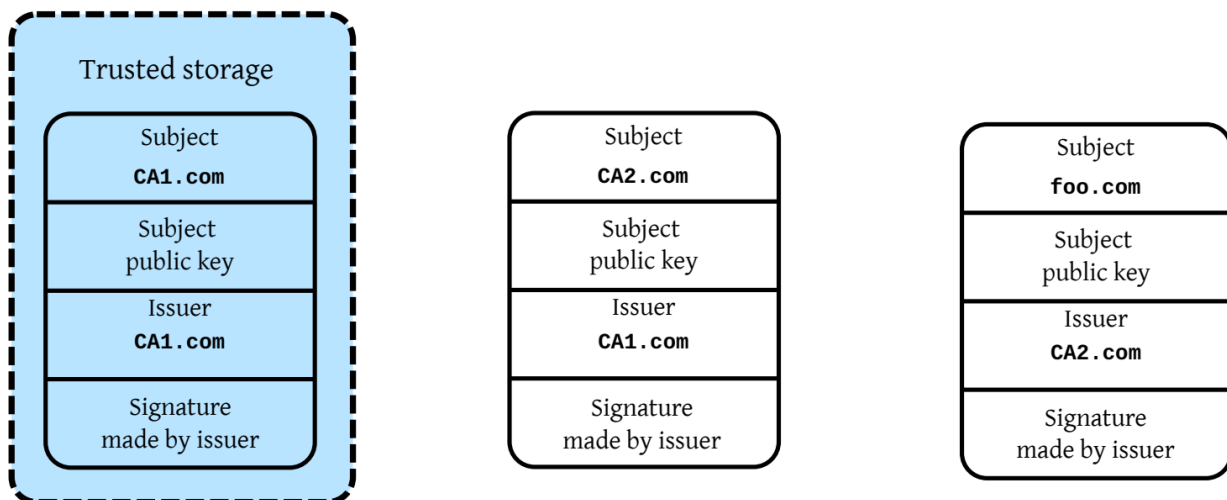 Trusted storage
Subject
CA1.com
Subject
public key
Issuer
CA1.com
Signature
made by issuer
Subject
CA2.com
Subject
public key
Issuer
CA1.com
Signature
made by issuer
Subject
foo.com
Subject
public key
Issuer
CA2.com
Signature
made by issuer